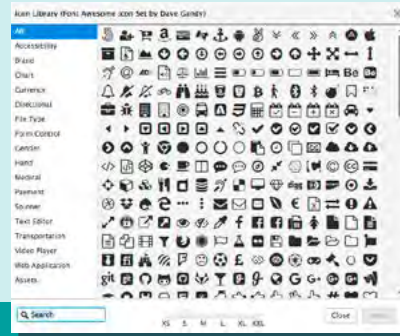 Icon Library (Font Awesome Icon Set by Dave Gandy)
All
Accessibility
Brand
Chart
Currency
Directional
File Type
Form Control
Gender
Hand
Medical
Payment
Spinner
Text Editor
Transportation
Video Player
Web Application
Assets
Search
XS S M L XL XXL
Close